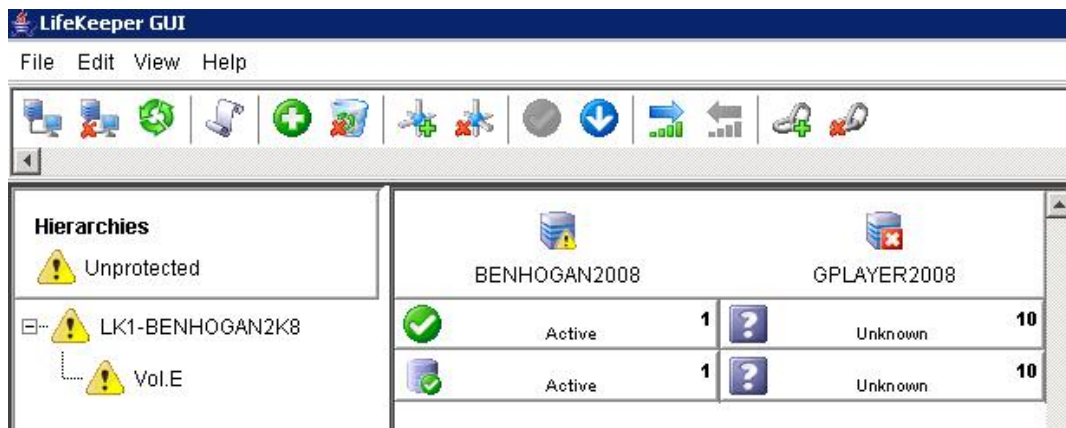 LifeKeeper GUI
File Edit View Help
Hierarchies
Unprotected
BENHOGAN2008 GPLAYER2008
LK1-BENHOGAN2K8 Active 1 Unknown 10
Vol.E Active 1 Unknown 10